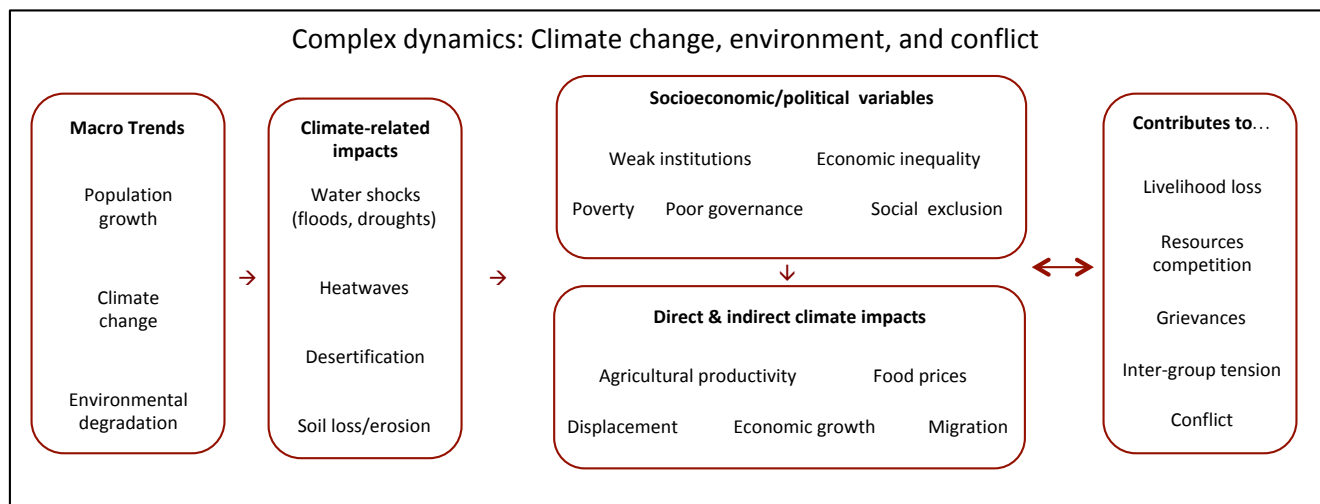 Complex dynamics: Climate change, environment, and conflict
Macro Trends
Population
growth
Climate
change
Environmental
degradation
Climate-related
impacts
Water shocks
(floods, droughts)
Heatwaves
Desertification
Soil loss/erosion
Socioeconomic/political variables
Weak institutions Economic inequality
Poverty Poor governance Social exclusion
Direct & indirect climate impacts
Agricultural productivity Food prices
Displacement Economic growth Migration
Contributes to…
Livelihood loss
Resources
competition
Grievances
Inter-group tension
Conflict